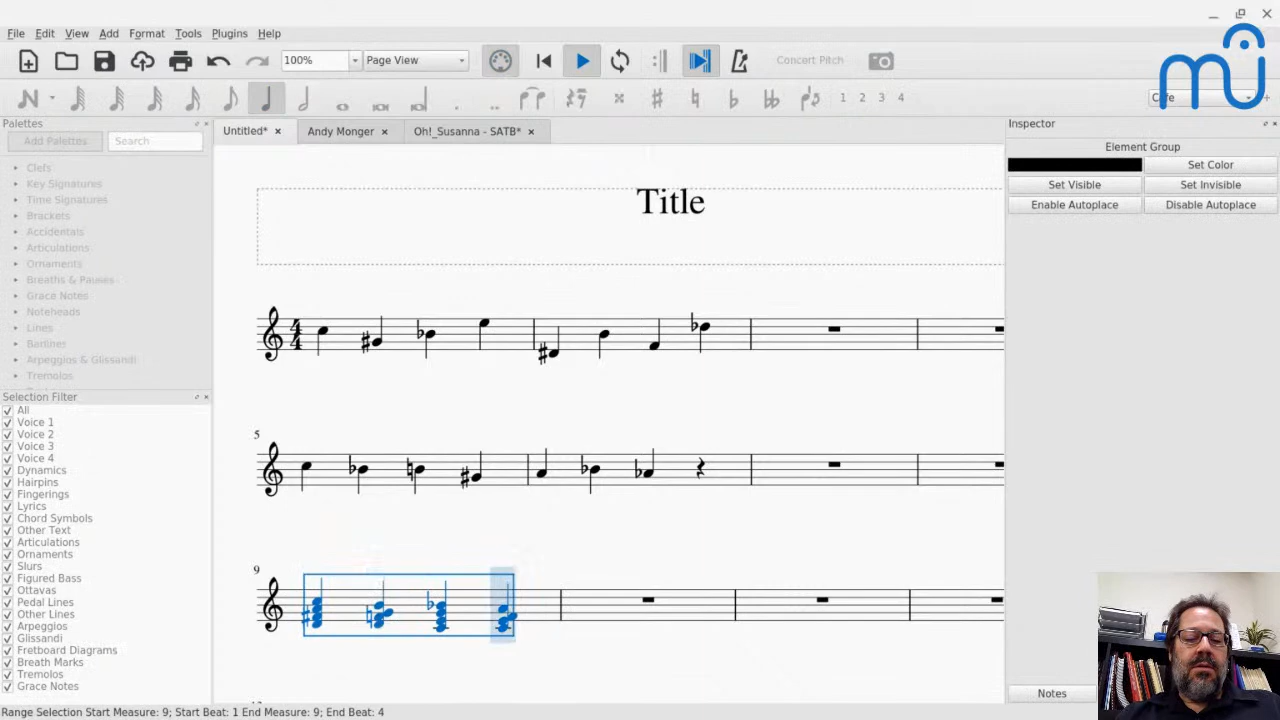 File Edit View Add Format Tools Plugins Help
100% Page View Concert Pitch
1 2 3 4
Palettes
Add Palettes Search
Clefs
Key Signatures
Time Signatures
Brackets
Accidentals
Articulations
Ornaments
Breaths & Pauses
Grace Notes
Noteheads
Lines
Barlines
Arpeggios & Glissandi
Tremolos
Selection Filter
All
Voice 1
Voice 2
Voice 3
Voice 4
Dynamics
Hairpins
Fingerings
Lyrics
Chord Symbols
Other Text
Articulations
Ornaments
Slurs
Figured Bass
Ottavas
Pedal Lines
Other Lines
Arpeggios
Glissandi
Fretboard Diagrams
Breath Marks
Tremolos
Grace Notes
Untitled* Andy Monger Oh!_Susanna - SATB*
Title
4
4
5
9
Inspector
Element Group
Set Color
Set Visible Set Invisible
Enable Autoplace Disable Autoplace
Notes
Range Selection Start Measure: 9; Start Beat: 1 End Measure: 9; End Beat: 4